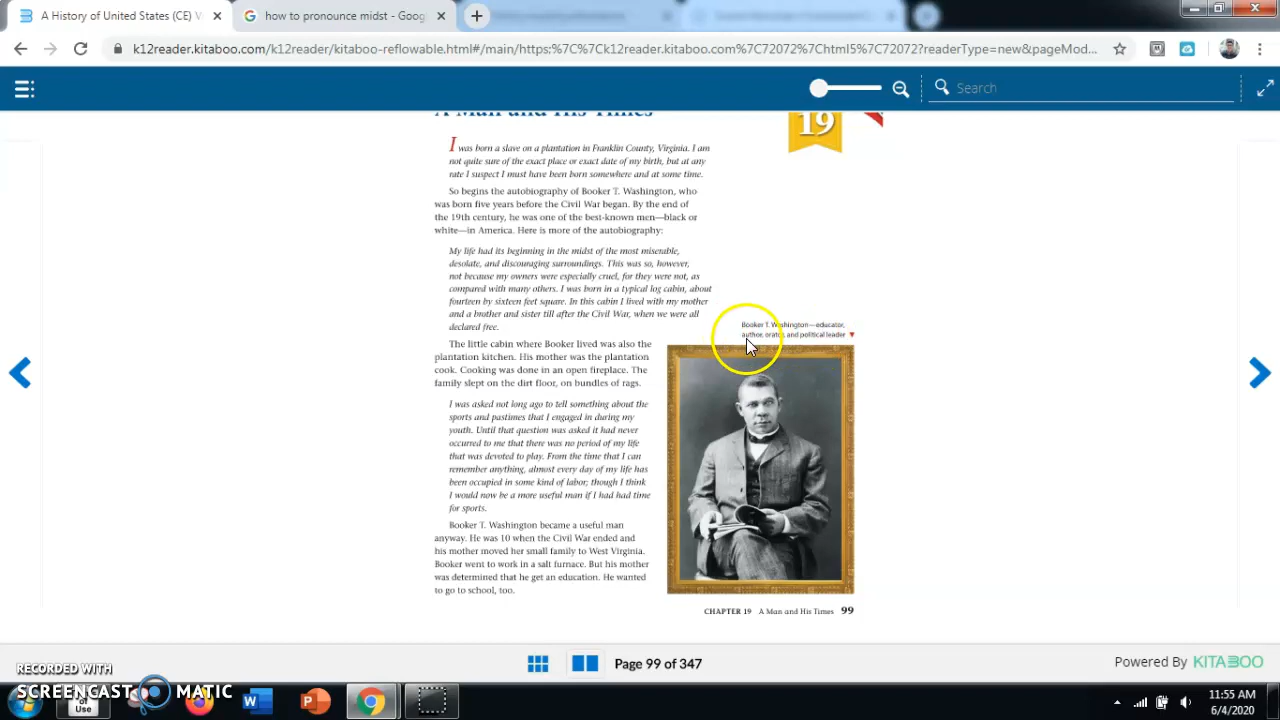 A History of United States (CE) V
how to pronounce midst - Goog
k12reader.kitaboo.com/k12reader/kitaboo-reflowable.html#/main/https:%7C%7Ck12reader.kitaboo.com%7C72072%7Chtml5%7C72072?readerType=new&pageMod...
Search
A Man and His Times
19
I was born a slave on a plantation in Franklin County, Virginia. I am
not quite sure of the exact place or exact date of my birth, but at any
rate I suspect I must have been born somewhere and at some time.
So begins the autobiography of Booker T. Washington, who
was born five years before the Civil War began. By the end of
the 19th century, he was one of the best-known men—black or
white—in America. Here is more of the autobiography:
My life had its beginning in the midst of the most miserable,
desolate, and discouraging surroundings. This was so, however,
not because my owners were especially cruel, for they were not, as
compared with many others. I was born in a typical log cabin, about
fourteen by sixteen feet square. In this cabin I lived with my mother
and a brother and sister till after the Civil War, when we were all
declared free.
The little cabin where Booker lived was also the
plantation kitchen. His mother was the plantation
cook. Cooking was done in an open fireplace. The
family slept on the dirt floor, on bundles of rags.
I was asked not long ago to tell something about the
sports and pastimes that I engaged in during my
youth. Until that question was asked it had never
occurred to me that there was no period of my life
that was devoted to play. From the time that I can
remember anything, almost every day of my life has
been occupied in some kind of labor; though I think
I would now be a more useful man if I had had time
for sports.
Booker T. Washington became a useful man
anyway. He was 10 when the Civil War ended and
his mother moved her small family to West Virginia.
Booker went to work in a salt furnace. But his mother
was determined that he get an education. He wanted
to go to school, too.
Booker T. Washington—educator,
author, orator, and political leader
CHAPTER 19 A Man and His Times 99
Page 99 of 347
Powered By KITABOO
RECORDED WITH
SCREENCAST MATIC
of
Use
11:55 AM
6/4/2020